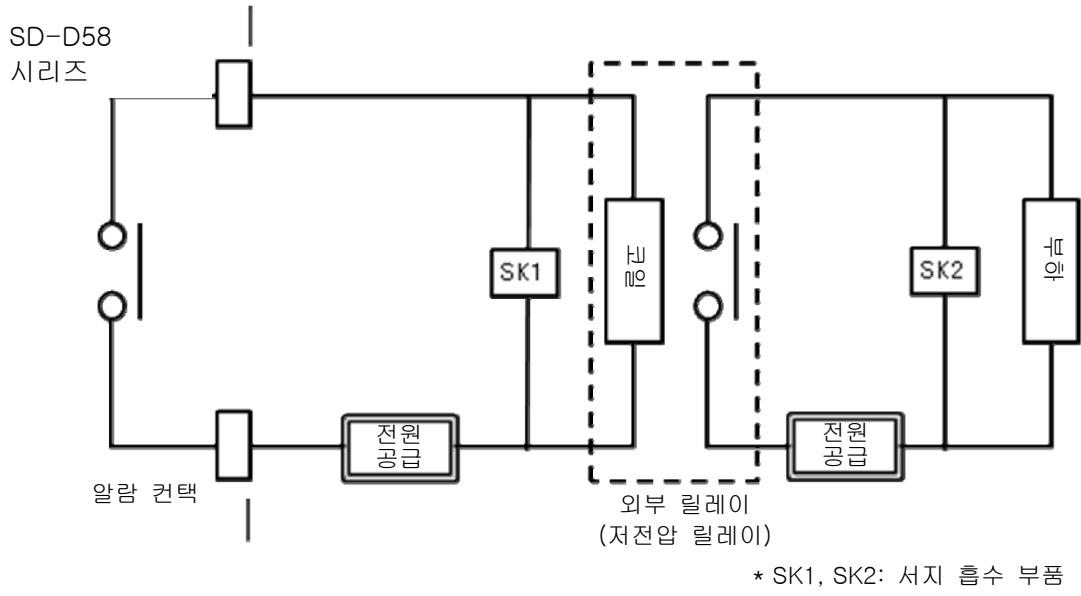 SD-D58
시리즈
SK1
코일
SK2
부하
전원
공급
전원
공급
알람 컨택
외부 릴레이
(저전압 릴레이)
* SK1, SK2: 서지 흡수 부품